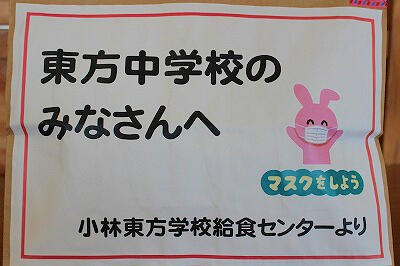 東方中学校の
みなさんへ
マスクをしよう
小林東方学校給食センターより